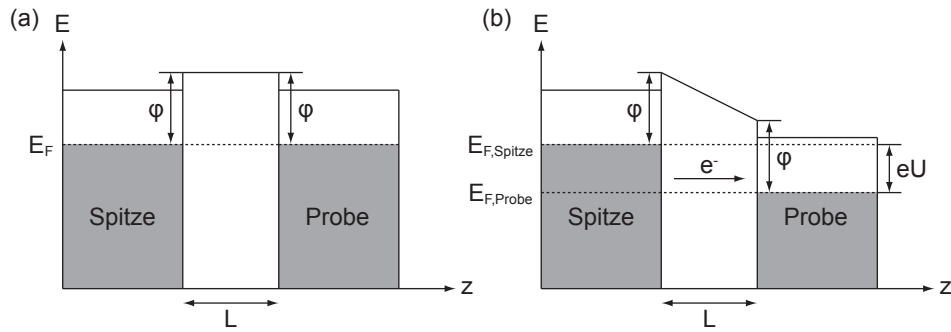 (a)
E
φ
φ
E_F
Spitze
Probe
L
z
(b)
E
φ
E_F,Spitze
φ
e⁻
eU
E_F,Probe
Spitze
Probe
L
z